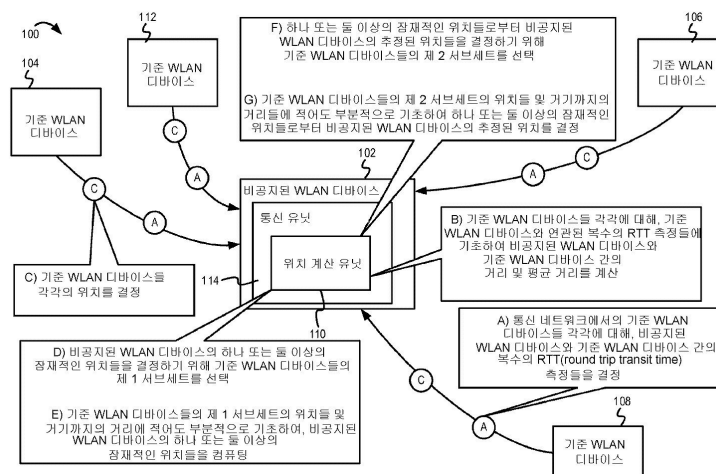 100
104
기준 WLAN
디바이스
112
기준 WLAN
디바이스
F) 하나 또는 둘 이상의 잠재적인 위치들로부터 비공지된
WLAN 디바이스의 추정된 위치들을 결정하기 위해
기준 WLAN 디바이스들의 제 2 서브세트를 선택
G) 기준 WLAN 디바이스들의 제 2 서브세트의 위치들 및 거기까지의
거리들에 적어도 부분적으로 기초하여 하나 또는 둘 이상의 잠재적인
위치들로부터 비공지된 WLAN 디바이스의 추정된 위치를 결정
106
기준 WLAN
디바이스
C
A
C
A
A
C
102
비공지된 WLAN 디바이스
통신 유닛
위치 계산 유닛
114
110
B) 기준 WLAN 디바이스들 각각에 대해, 기준
WLAN 디바이스와 연관된 복수의 RTT 측정들에
기초하여 비공지된 WLAN 디바이스와
기준 WLAN 디바이스 간의
거리 및 평균 거리를 계산
C) 기준 WLAN 디바이스들
각각의 위치를 결정
A) 통신 네트워크에서의 기준 WLAN
디바이스들 각각에 대해, 비공지된
WLAN 디바이스와 기준 WLAN 디바이스 간의
복수의 RTT(round trip transit time)
측정들을 결정
D) 비공지된 WLAN 디바이스의 하나 또는 둘 이상의
잠재적인 위치들을 결정하기 위해 기준 WLAN 디바이스들의
제 1 서브세트를 선택
E) 기준 WLAN 디바이스들의 제 1 서브세트의 위치들 및
거기까지의 거리에 적어도 부분적으로 기초하여, 비공지된
WLAN 디바이스의 하나 또는 둘 이상의
잠재적인 위치들을 컴퓨팅
C
A
108
기준 WLAN
디바이스